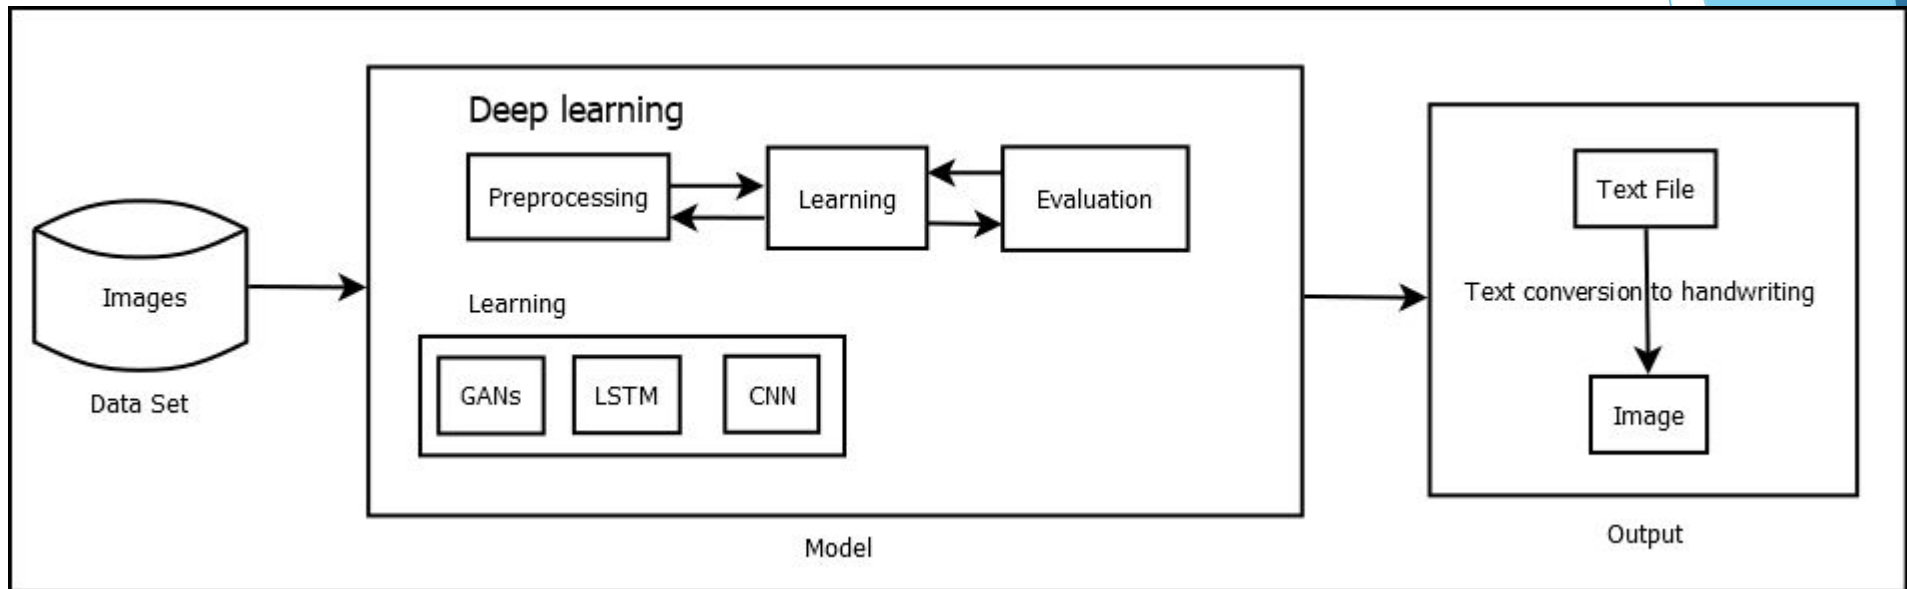 Deep learning
Preprocessing
Learning
Evaluation
Learning
GANs
LSTM
CNN
Images
Data Set
Model
Text File
Text conversion to handwriting
Image
Output